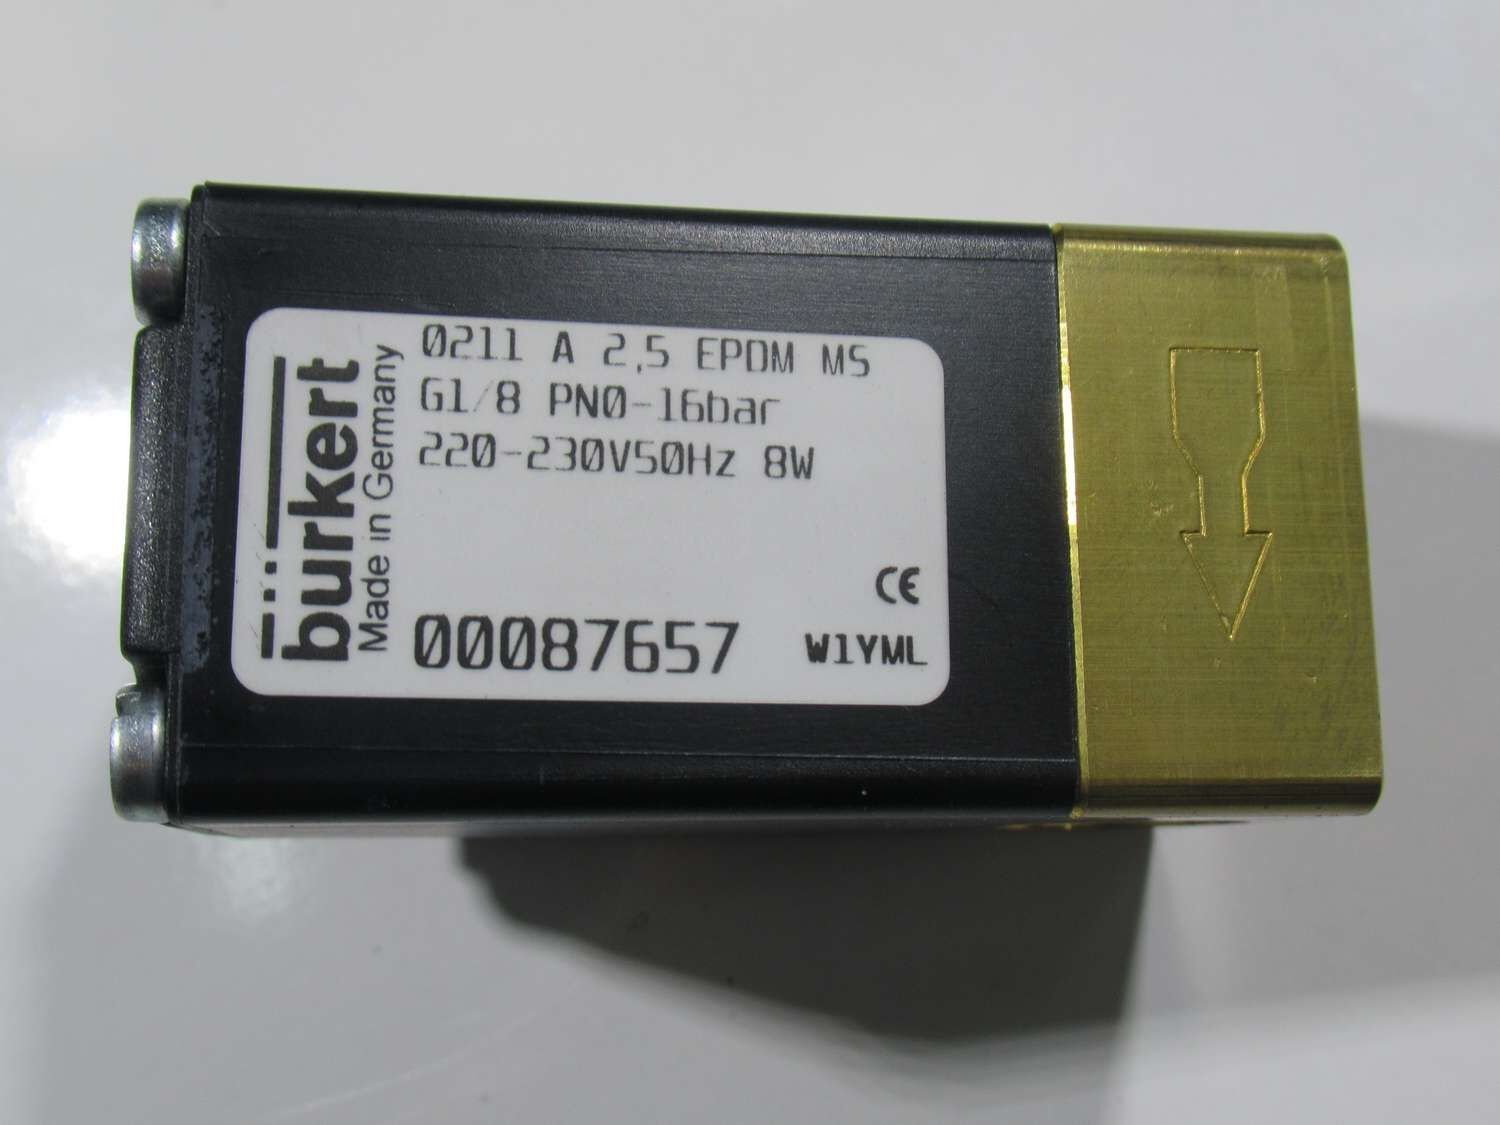 bürkert
Made in Germany
0211 A 2,5 EPDM MS
G1/8 PN0-16bar
220-230V50Hz 8W
CE
00087657 W1YML